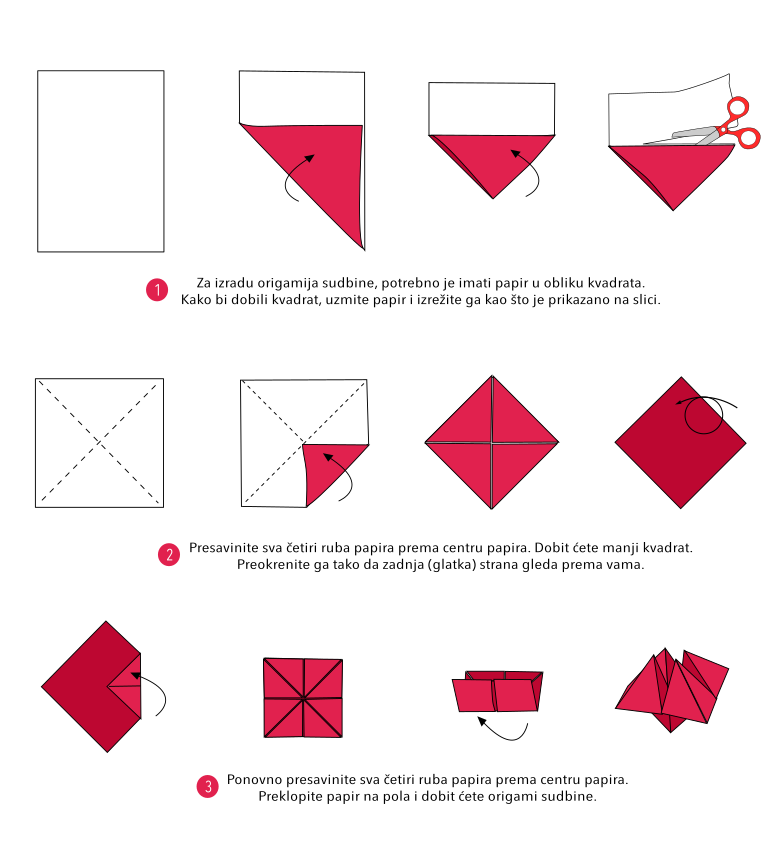 1 Za izradu origamija sudbine, potrebno je imati papir u obliku kvadrata.
Kako bi dobili kvadrat, uzmite papir i izrežite ga kao što je prikazano na slici.
2 Presavinite sva četiri ruba papira prema centru papira. Dobit ćete manji kvadrat.
Preokrenite ga tako da zadnja (glatka) strana gleda prema vama.
3 Ponovno presavinite sva četiri ruba papira prema centru papira.
Preklopite papir na pola i dobit ćete origami sudbine.